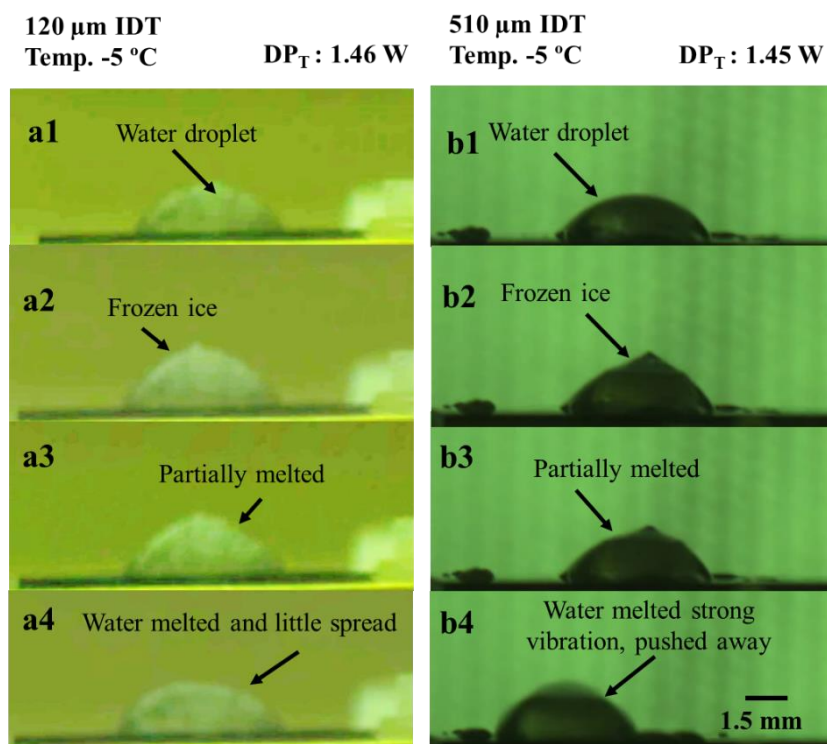 120 µm IDT
Temp. -5 ºC DP_T : 1.46 W
a1
Water droplet
a2
Frozen ice
a3
Partially melted
a4
Water melted and little spread
510 µm IDT
Temp. -5 ºC DP_T : 1.45 W
b1
Water droplet
b2
Frozen ice
b3
Partially melted
b4
Water melted strong
vibration, pushed away
1.5 mm